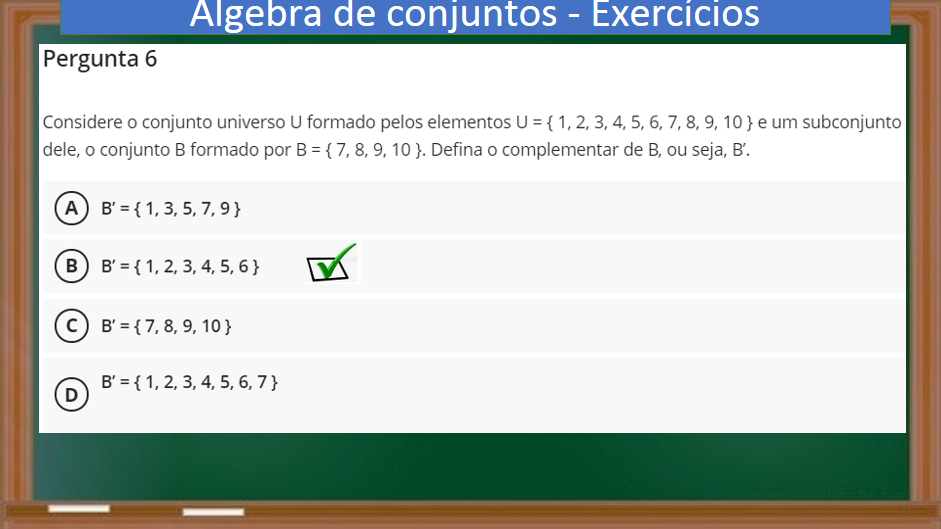 Álgebra de conjuntos - Exercícios
Pergunta 6
Considere o conjunto universo U formado pelos elementos U = { 1, 2, 3, 4, 5, 6, 7, 8, 9, 10 } e um subconjunto
dele, o conjunto B formado por B = { 7, 8, 9, 10 }. Defina o complementar de B, ou seja, B’.
A B’ = { 1, 3, 5, 7, 9 }
B B’ = { 1, 2, 3, 4, 5, 6 }
C B’ = { 7, 8, 9, 10 }
D B’ = { 1, 2, 3, 4, 5, 6, 7 }